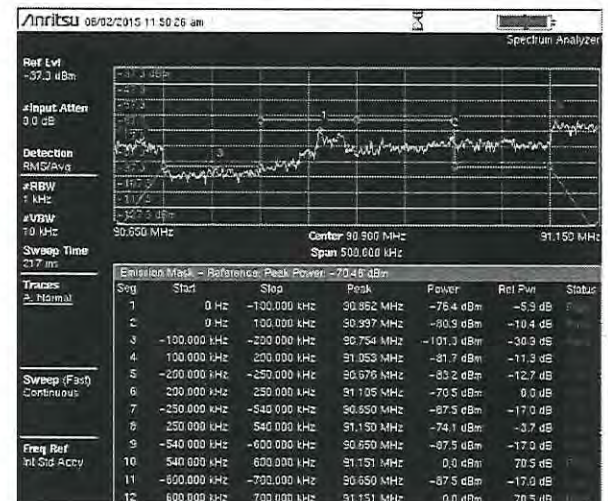 Anritsu 08/02/2015 11:50:26 am
Spectrum Analyzer
Ref Lvl
-37.3 dBm
#Input Atten
0.0 dB
Detection
RMS/Avg
#RBW
1 kHz
#VBW
10 kHz
Sweep Time
217 ms
Traces
A: Normal
Sweep (Fast)
Continuous
Freq Ref
Int Std Accy
-37.3 dBm
-47.3
-57.3
-97.3
-107.3
-117.3
-127.3 dBm
1
2
3
90.650 MHz
Center 90.900 MHz
91.150 MHz
Span 500.000 kHz
Emission Mask - Reference: Peak Power: -70.46 dBm
Seg Start Stop Peak Power Rel Pwr Status
1 0 Hz -100.000 kHz 90.862 MHz -76.4 dBm -5.9 dB
2 0 Hz 100.000 kHz 90.997 MHz -80.9 dBm -10.4 dB
3 -100.000 kHz -200.000 kHz 90.754 MHz -101.3 dBm -30.9 dB
4 100.000 kHz 200.000 kHz 91.053 MHz -81.7 dBm -11.3 dB
5 -200.000 kHz -250.000 kHz 90.676 MHz -83.2 dBm -12.7 dB
6 200.000 kHz 250.000 kHz 91.105 MHz -70.5 dBm 0.0 dB
7 -250.000 kHz -540.000 kHz 90.650 MHz -87.5 dBm -17.0 dB
8 250.000 kHz 540.000 kHz 91.150 MHz -74.1 dBm -3.7 dB
9 -540.000 kHz -600.000 kHz 90.650 MHz -87.5 dBm -17.0 dB
10 540.000 kHz 600.000 kHz 91.151 MHz 0.0 dBm 70.5 dB
11 -600.000 kHz -700.000 kHz 90.650 MHz -87.5 dBm -17.0 dB
12 600.000 kHz 700.000 kHz 91.151 MHz 0.0 dBm 70.5 dB